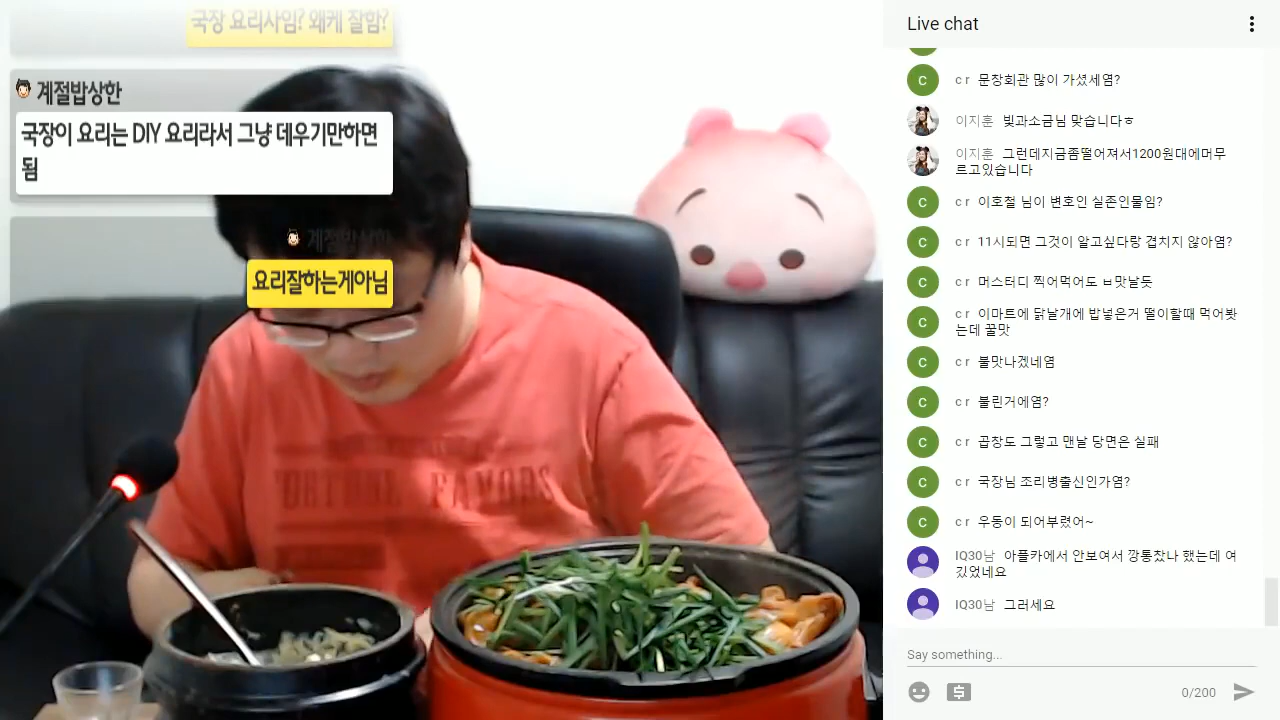 국장 요리사임? 왜케 잘함?
계절밥상한
국장이 요리는 DIY 요리라서 그냥 데우기만하면
됨
계절밥상한
요리잘하는게아님
FORTUNE FAVORS
Live chat
C
c r 문창회관 많이 가셨세염?
이지훈 빛과소금님 맞습니다ㅎ
이지훈 그런데지금좀떨어져서1200원대에머무
르고있습니다
C
c r 이호철 님이 변호인 실존인물임?
C
c r 11시되면 그것이 알고싶다랑 겹치지 않아염?
C
c r 머스터디 찍어먹어도 ㅂ맛날듯
C
c r 이마트에 닭날개에 밥넣은거 떨이할때 먹어봣
는데 꿀맛
C
c r 불맛나겠네염
C
c r 불린거에염?
C
c r 곱창도 그렇고 맨날 당면은 실패
C
c r 국장님 조리병출신인가염?
C
c r 우동이 되어부렸어~
IQ30남 아플카에서 안보여서 깡통찼나 했는데 여
깄었네요
IQ30남 그러세요
Say something...
0/200